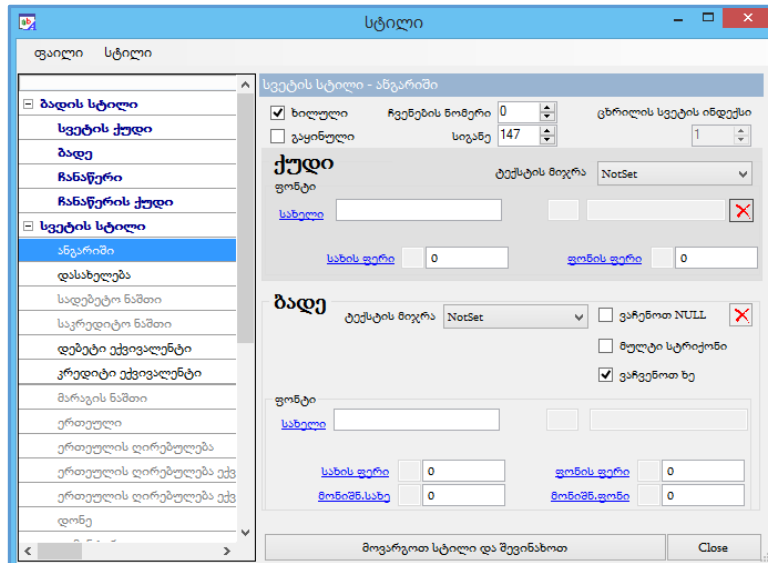 სტილი
ფაილი სტილი
ბადის სტილი
სვეტის ქუდი
ბადე
ჩანაწერი
ჩანაწერის ქუდი
სვეტის სტილი
ანგარიში
დასახელება
სადებეტო ნაშთი
საკრედიტო ნაშთი
დებეტი ექვივალენტი
კრედიტი ექვივალენტი
მარაგის ნაშთი
ერთეული
ერთეულის ღირებულება
ერთეულის ღირებულება ექვ
ერთეულის ღირებულება ექვ
დონე
სვეტის სტილი - ანგარიში
ხილული ჩვენების ნომერი 0 ცხრილის სვეტის ინდექსი
გაყინული სიგანე 147 1
ქუდი
ტექსტის მიჯრა NotSet
ფონტი
სახელი
სახის ფერი 0 ფონის ფერი 0
ბადე
ტექსტის მიჯრა NotSet ვაჩენოთ NULL
მულტი სტრიქონი
ვაჩვენოთ ხე
ფონტი
სახელი
სახის ფერი 0 ფონის ფერი 0
მონიშნ.სახე 0 მონიშნ.ფონი 0
მოვარგოთ სტილი და შევინახოთ Close